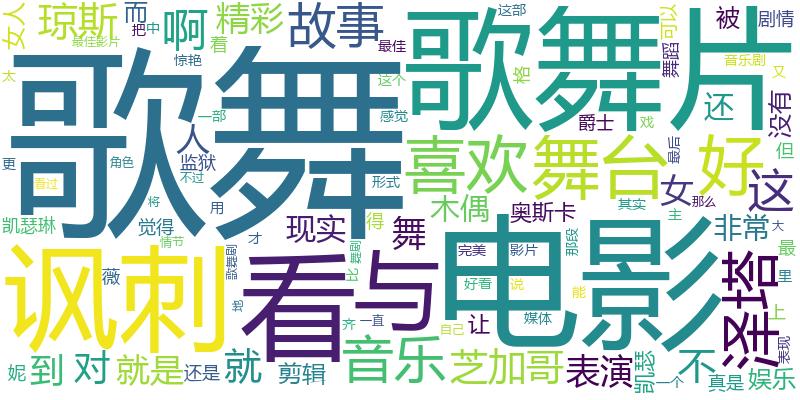 女人
琼斯
而
把
中
啊
精彩
着
故事
最佳影片
惊艳
太
最佳
这部
可以
被
剧情
音乐剧
舞蹈
又
歌舞片
歌舞
这个
格
爵士
还
没有
戏
但
一部
感觉
人
监狱
更
角色
看过
不过
将
形式
喜欢
舞台
好
最后
这
女
木偶
奥斯卡
其实
主
那么
大
凯瑟琳
觉得
用
现实
得
舞
非常
最
情节
才
歌舞剧
舞剧
比
完美
影片
那段
里
薇
讽刺
看
与
电影
泽塔
好看
说
能
上
齐
一直
自己
媒体
让
表现
妮
到
对
就是
还是
就
剪辑
音乐
芝加哥
表演
凯瑟
不
一个
真是
娱乐